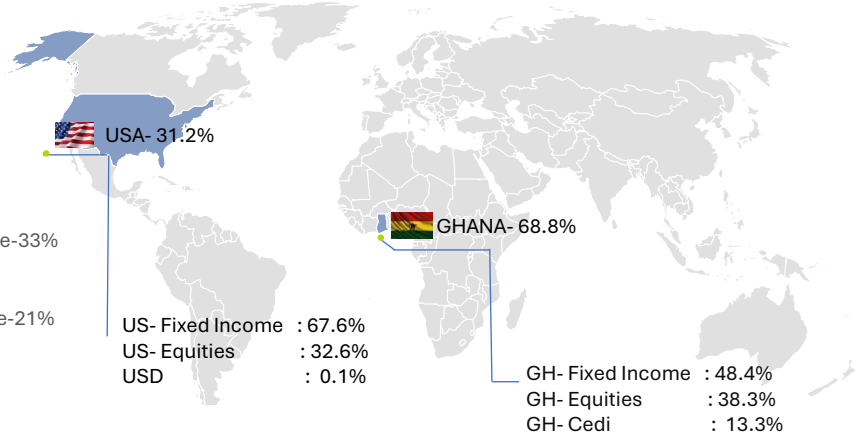 USA- 31.2%
GHANA- 68.8%
e-33%
e-21%
US- Fixed Income : 67.6%
US- Equities : 32.6%
USD : 0.1%
GH- Fixed Income : 48.4%
GH- Equities : 38.3%
GH- Cedi : 13.3%